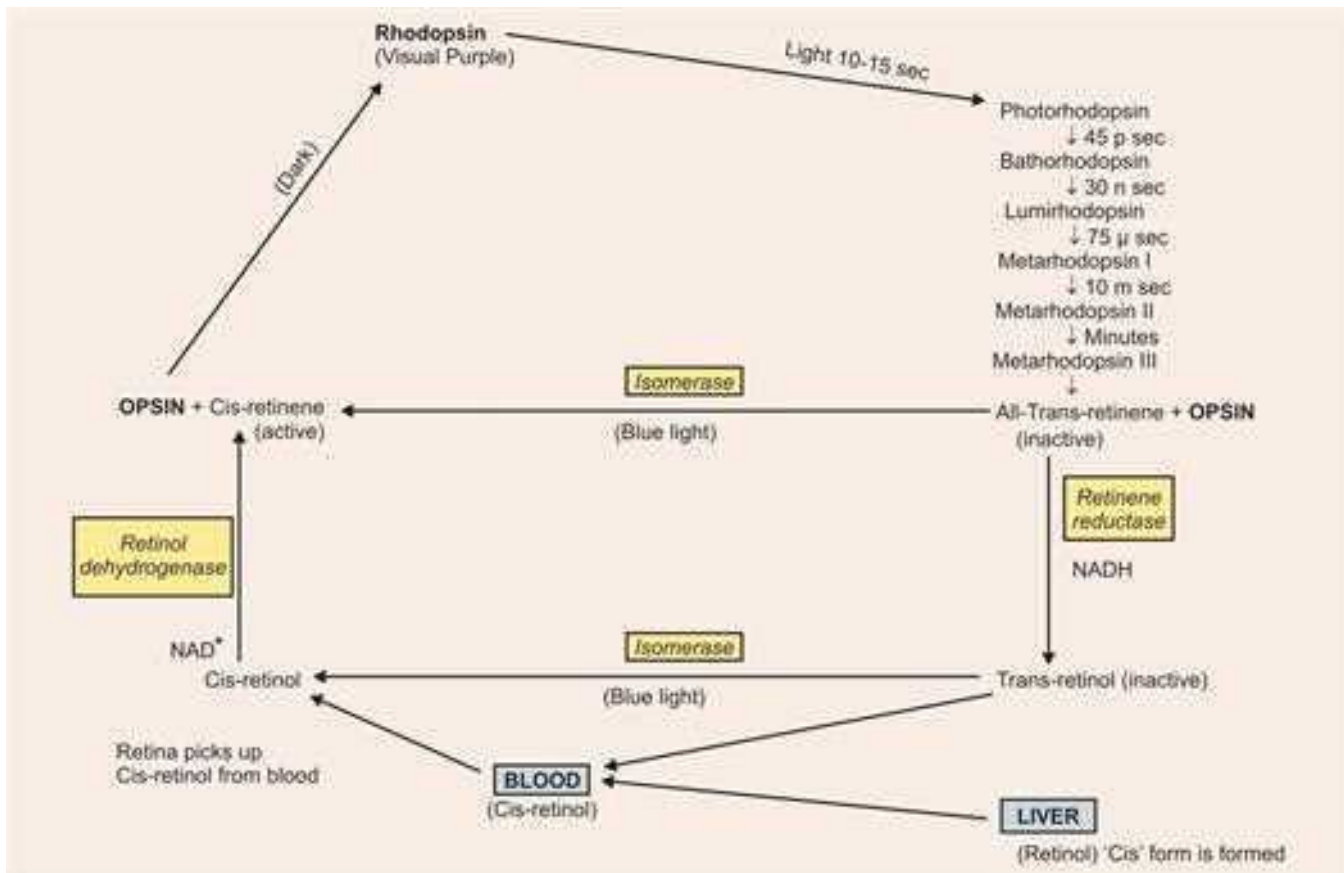 Rhodopsin
(Visual Purple)
Light 10-15 sec
Photorhodopsin
↓ 45 p sec
Bathorhodopsin
↓ 30 n sec
Lumirhodopsin
↓ 75 µ sec
Metarhodopsin I
↓ 10 m sec
Metarhodopsin II
↓ Minutes
Metarhodopsin III
↓
(Dark)
Isomerase
OPSIN + Cis-retinene
(active)
(Blue light)
All-Trans-retinene + OPSIN
(inactive)
Retinol
dehydrogenase
Retinene
reductase
NADH
NAD+
Cis-retinol
Isomerase
(Blue light)
Trans-retinol (inactive)
Retina picks up
Cis-retinol from blood
BLOOD
(Cis-retinol)
LIVER
(Retinol) 'Cis' form is formed